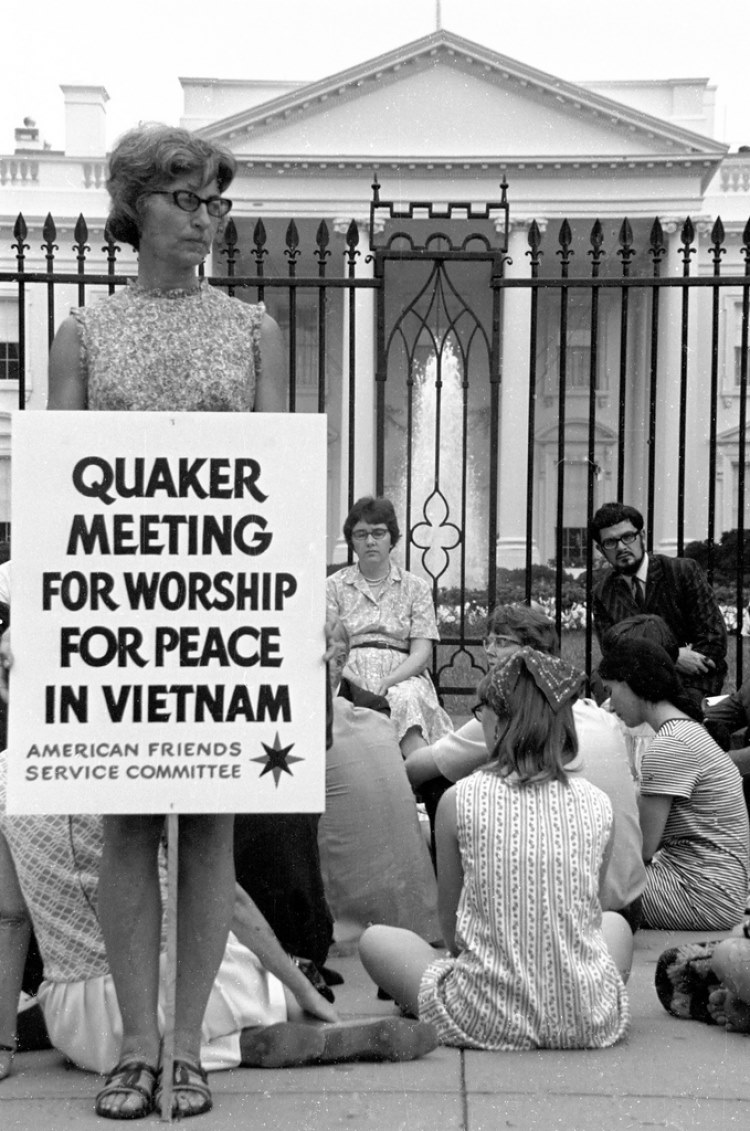 QUAKER
MEETING
FOR WORSHIP
FOR PEACE
IN VIETNAM
AMERICAN FRIENDS
SERVICE COMMITTEE